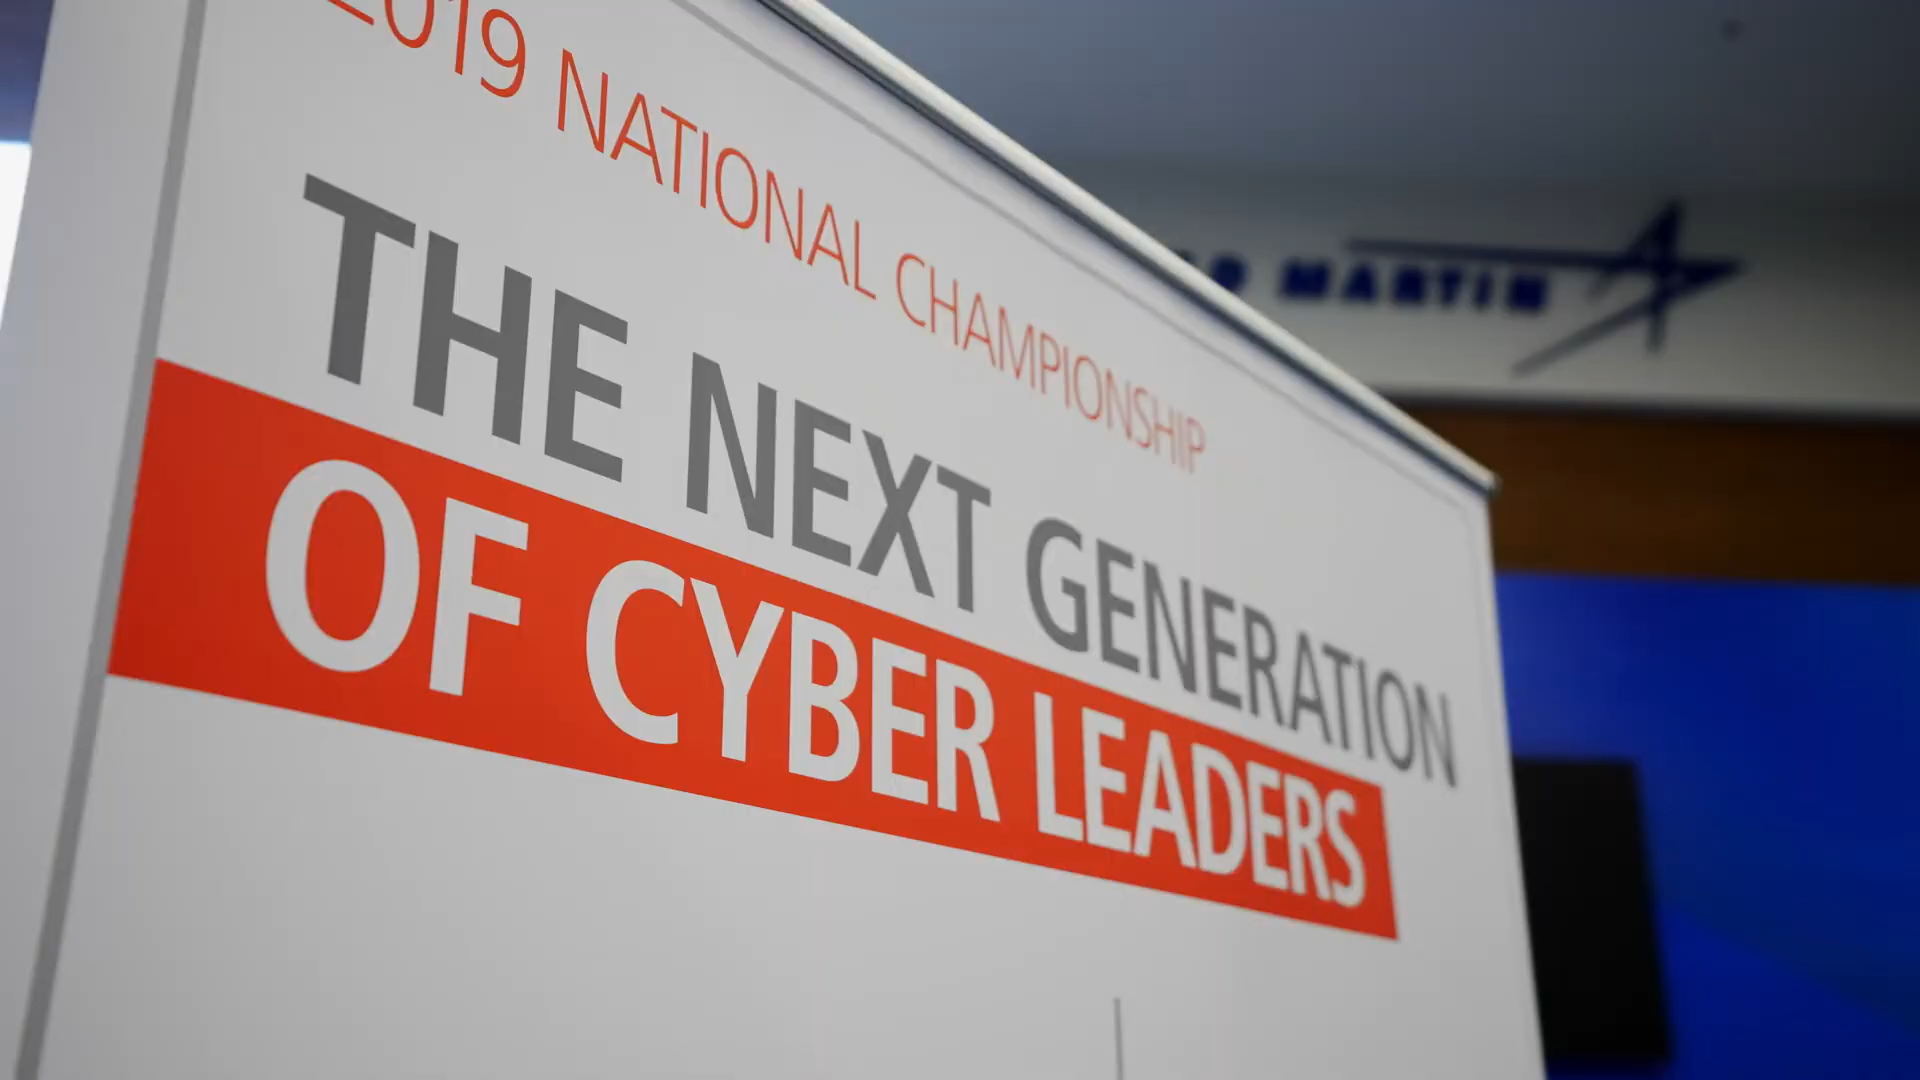 2019 NATIONAL CHAMPIONSHIP
THE NEXT GENERATION
OF CYBER LEADERS
MARTIN